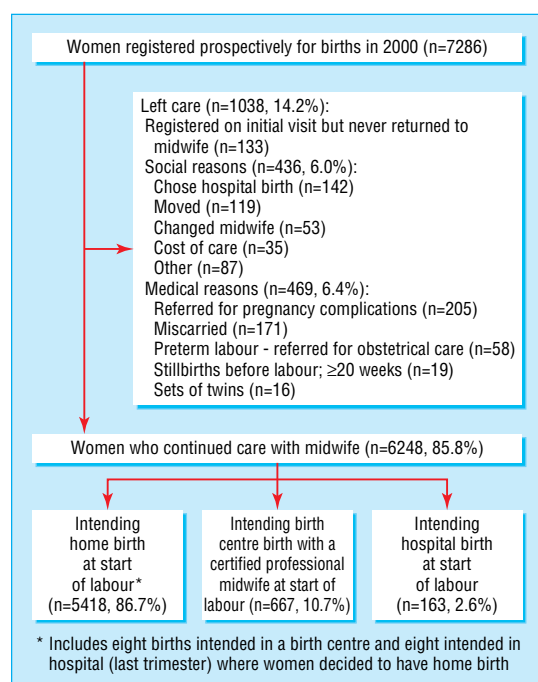 Women registered prospectively for births in 2000 (n=7286)
Left care (n=1038, 14.2%):
Registered on initial visit but never returned to
midwife (n=133)
Social reasons (n=436, 6.0%):
Chose hospital birth (n=142)
Moved (n=119)
Changed midwife (n=53)
Cost of care (n=35)
Other (n=87)
Medical reasons (n=469, 6.4%):
Referred for pregnancy complications (n=205)
Miscarried (n=171)
Preterm labour - referred for obstetrical care (n=58)
Stillbirths before labour; ≥20 weeks (n=19)
Sets of twins (n=16)
Women who continued care with midwife (n=6248, 85.8%)
Intending
home birth
at start
of labour*
(n=5418, 86.7%)
Intending birth
centre birth with a
certified professional
midwife at start of
labour (n=667, 10.7%)
Intending
hospital birth
at start
of labour
(n=163, 2.6%)
* Includes eight births intended in a birth centre and eight intended in
hospital (last trimester) where women decided to have home birth